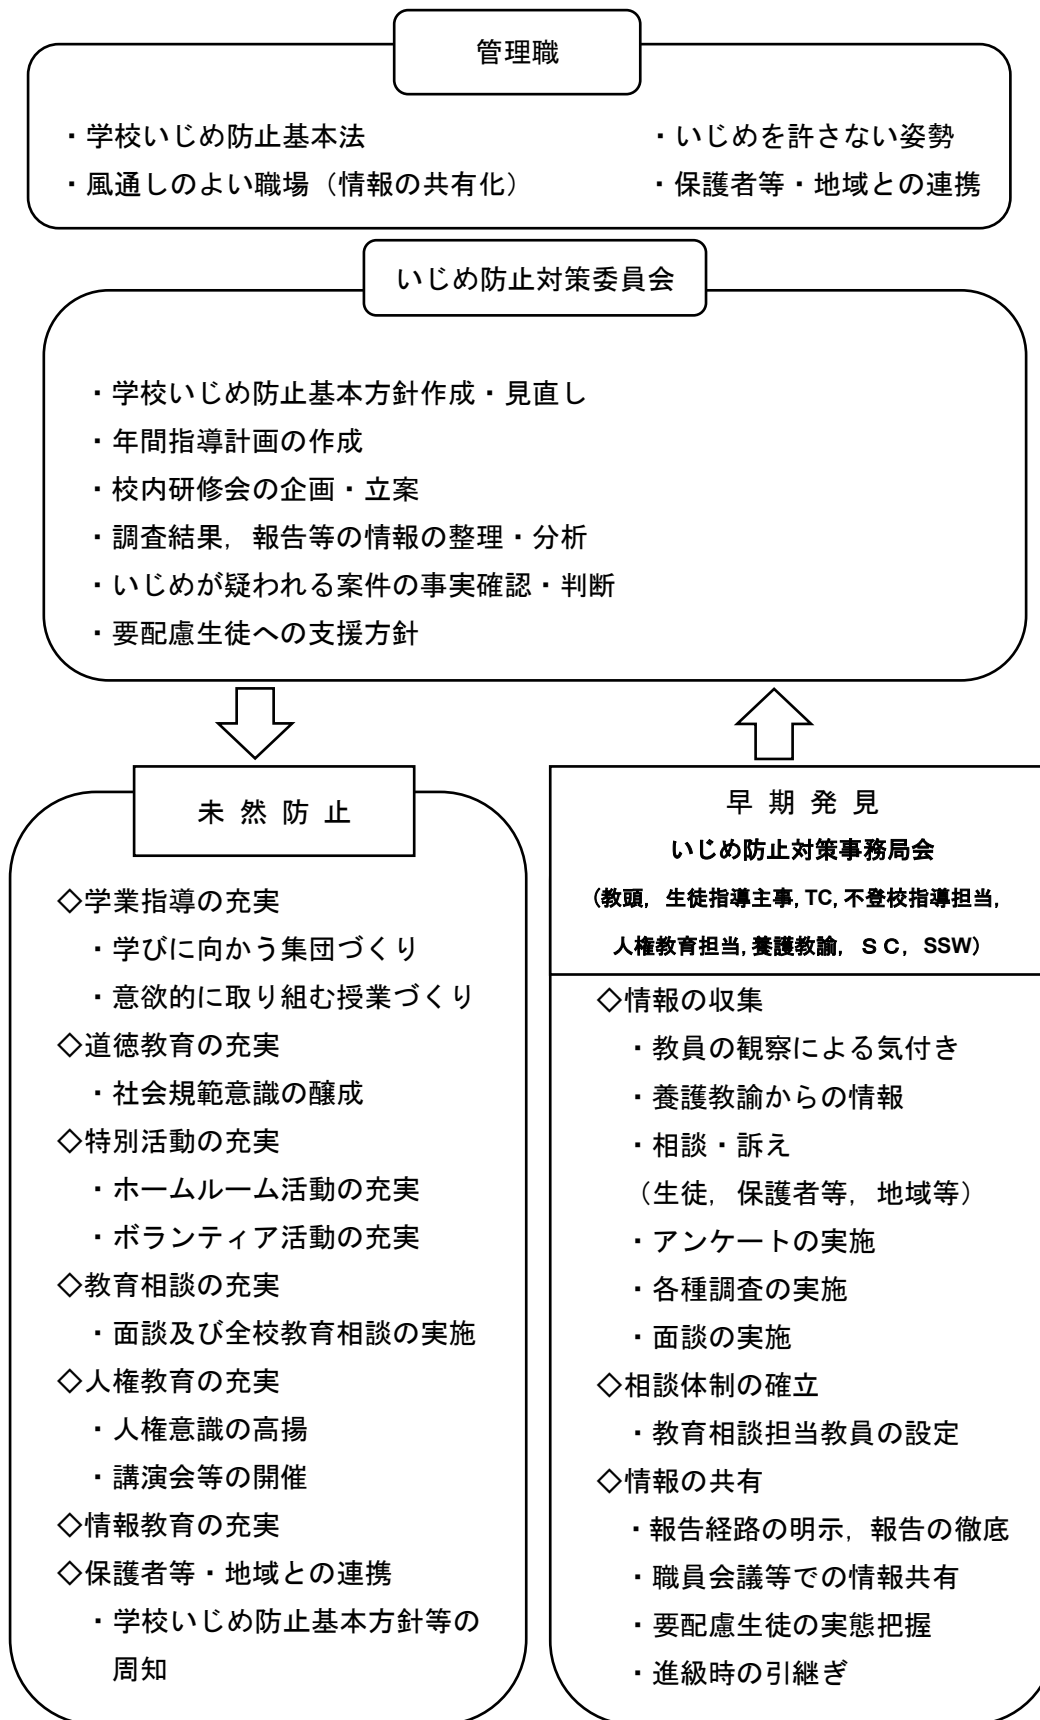 管理職
・学校いじめ防止基本法
・いじめを許さない姿勢
・風通しのよい職場（情報の共有化）
・保護者等・地域との連携
いじめ防止対策委員会
・学校いじめ防止基本方針作成・見直し
・年間指導計画の作成
・校内研修会の企画・立案
・調査結果，報告等の情報の整理・分析
・いじめが疑われる案件の事実確認・判断
・要配慮生徒への支援方針
未 然 防 止
◇学業指導の充実
・学びに向かう集団づくり
・意欲的に取り組む授業づくり
◇道徳教育の充実
・社会規範意識の醸成
◇特別活動の充実
・ホームルーム活動の充実
・ボランティア活動の充実
◇教育相談の充実
・面談及び全校教育相談の実施
◇人権教育の充実
・人権意識の高揚
・講演会等の開催
◇情報教育の充実
◇保護者等・地域との連携
・学校いじめ防止基本方針等の
周知
早 期 発 見
いじめ防止対策事務局会
（教頭，生徒指導主事，TC，不登校指導担当，
人権教育担当，養護教諭，ＳＣ，SSW）
◇情報の収集
・教員の観察による気付き
・養護教諭からの情報
・相談・訴え
（生徒，保護者等，地域等）
・アンケートの実施
・各種調査の実施
・面談の実施
◇相談体制の確立
・教育相談担当教員の設定
◇情報の共有
・報告経路の明示，報告の徹底
・職員会議等での情報共有
・要配慮生徒の実態把握
・進級時の引継ぎ